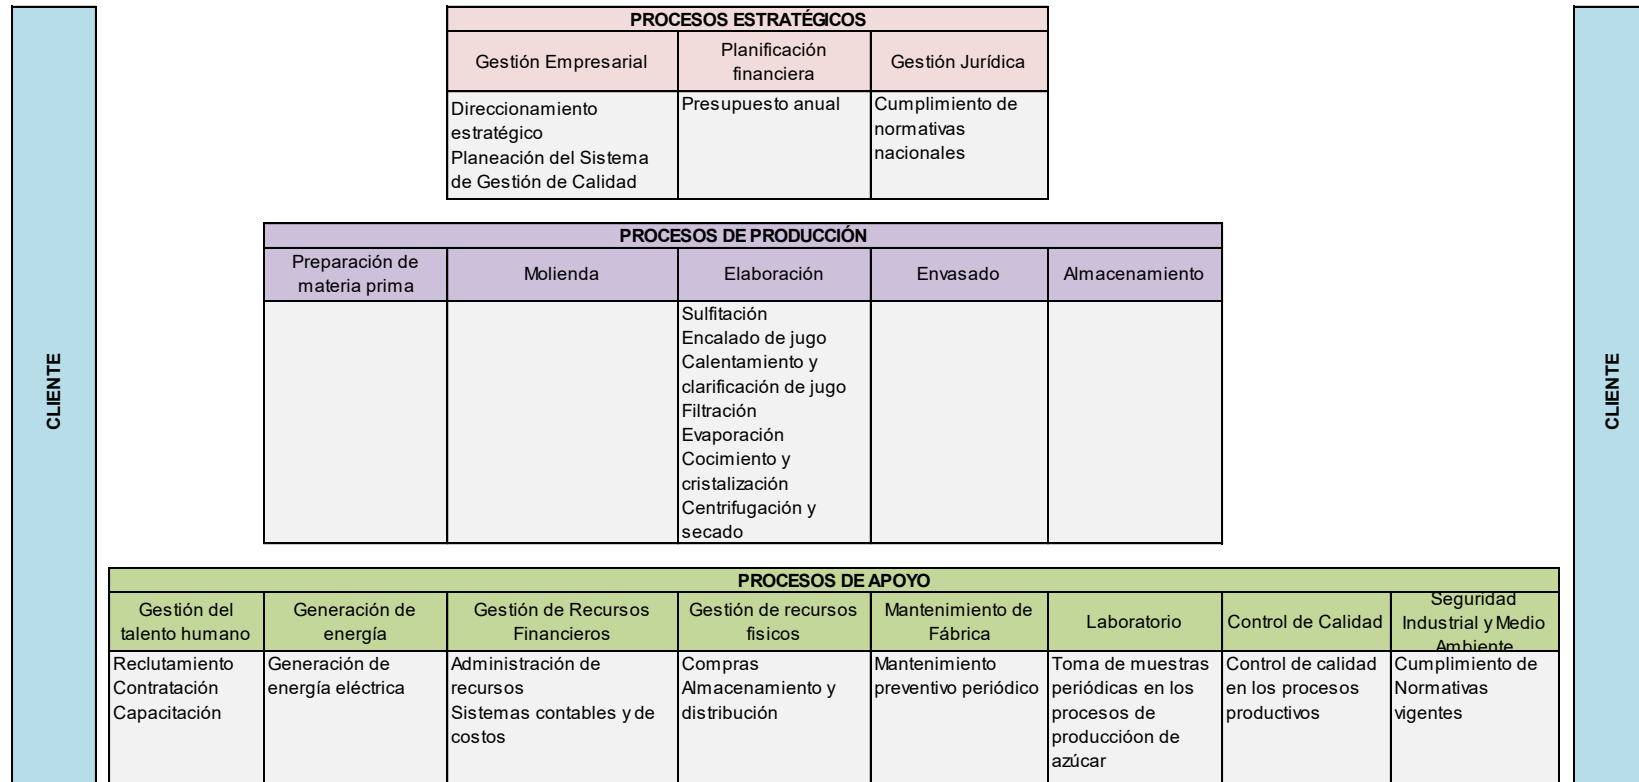 CLIENTE
PROCESOS ESTRATÉGICOS
Gestión Empresarial
Planificación
financiera
Gestión Jurídica
Direccionamiento
estratégico
Planeación del Sistema
de Gestión de Calidad
Presupuesto anual
Cumplimiento de
normativas
nacionales
PROCESOS DE PRODUCCIÓN
Preparación de
materia prima
Molienda
Elaboración
Envasado
Almacenamiento
Sulfitación
Encalado de jugo
Calentamiento y
clarificación de jugo
Filtración
Evaporación
Cocimiento y
cristalización
Centrifugación y
secado
PROCESOS DE APOYO
Gestión del
talento humano
Generación de
energía
Gestión de Recursos
Financieros
Gestión de recursos
fisicos
Mantenimiento de
Fábrica
Laboratorio
Control de Calidad
Seguridad
Industrial y Medio
Ambiente
Reclutamiento
Contratación
Capacitación
Generación de
energía eléctrica
Administración de
recursos
Sistemas contables y de
costos
Compras
Almacenamiento y
distribución
Mantenimiento
preventivo periódico
Toma de muestras
periódicas en los
procesos de
produccióon de
azúcar
Control de calidad
en los procesos
productivos
Cumplimiento de
Normativas
vigentes
CLIENTE